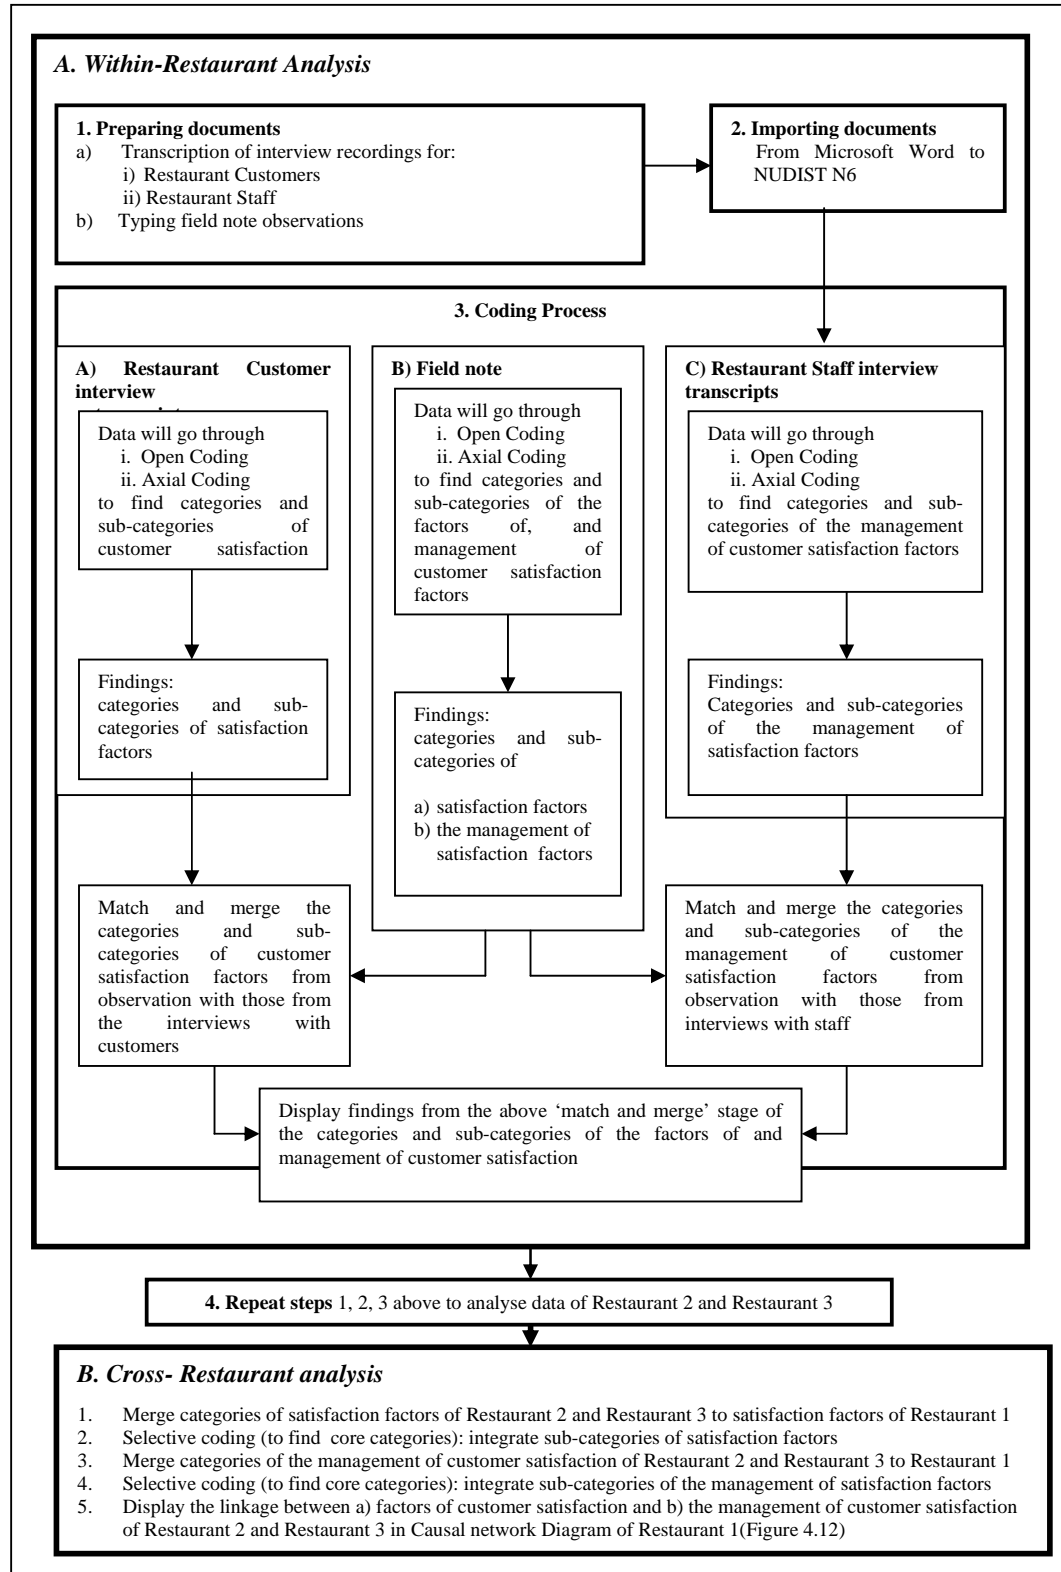 A. Within-Restaurant Analysis
1. Preparing documents
a) Transcription of interview recordings for:
i) Restaurant Customers
ii) Restaurant Staff
b) Typing field note observations
2. Importing documents
From Microsoft Word to
NUDIST N6
3. Coding Process
A) Restaurant Customer
interview
Data will go through
i. Open Coding
ii. Axial Coding
to find categories and
sub-categories of
customer satisfaction
Findings:
categories and sub-
categories of satisfaction
factors
Match and merge the
categories and sub-
categories of customer
satisfaction factors from
observation with those from
the interviews with
customers
B) Field note
Data will go through
i. Open Coding
ii. Axial Coding
to find categories and
sub-categories of the
factors of, and
management of
customer satisfaction
factors
Findings:
categories and sub-
categories of
a) satisfaction factors
b) the management of
satisfaction factors
C) Restaurant Staff interview
transcripts
Data will go through
i. Open Coding
ii. Axial Coding
to find categories and sub-
categories of the management
of customer satisfaction factors
Findings:
Categories and sub-categories
of the management of
satisfaction factors
Match and merge the categories
and sub-categories of the
management of customer
satisfaction factors from
observation with those from
interviews with staff
Display findings from the above ‘match and merge’ stage of
the categories and sub-categories of the factors of and
management of customer satisfaction
4. Repeat steps 1, 2, 3 above to analyse data of Restaurant 2 and Restaurant 3
B. Cross- Restaurant analysis
1. Merge categories of satisfaction factors of Restaurant 2 and Restaurant 3 to satisfaction factors of Restaurant 1
2. Selective coding (to find core categories): integrate sub-categories of satisfaction factors
3. Merge categories of the management of customer satisfaction of Restaurant 2 and Restaurant 3 to Restaurant 1
4. Selective coding (to find core categories): integrate sub-categories of the management of satisfaction factors
5. Display the linkage between a) factors of customer satisfaction and b) the management of customer satisfaction
of Restaurant 2 and Restaurant 3 in Causal network Diagram of Restaurant 1(Figure 4.12)